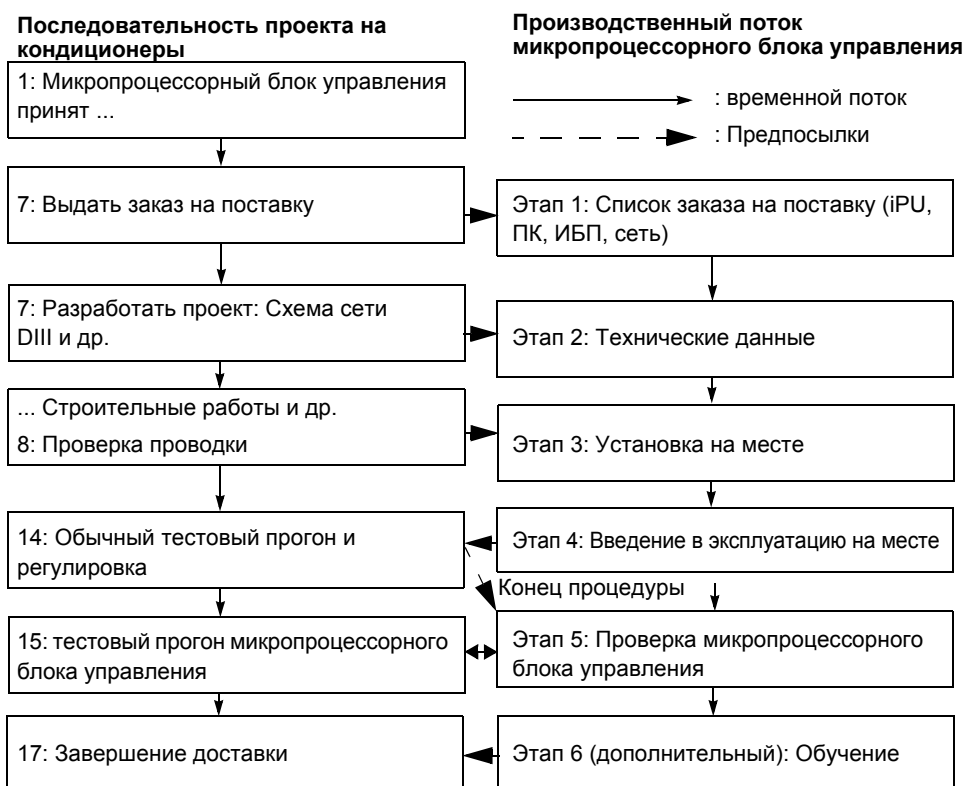 Последовательность проекта на
кондиционеры
Производственный поток
микропроцессорного блока управления
1: Микропроцессорный блок управления
принят ...
: временной поток
: Предпосылки
7: Выдать заказ на поставку
Этап 1: Список заказа на поставку (iPU,
ПК, ИБП, сеть)
7: Разработать проект: Схема сети
DIII и др.
Этап 2: Технические данные
... Строительные работы и др.
8: Проверка проводки
Этап 3: Установка на месте
14: Обычный тестовый прогон и
регулировка
Этап 4: Введение в эксплуатацию на месте
Конец процедуры
15: тестовый прогон микропроцессорного
блока управления
Этап 5: Проверка микропроцессорного
блока управления
17: Завершение доставки
Этап 6 (дополнительный): Обучение